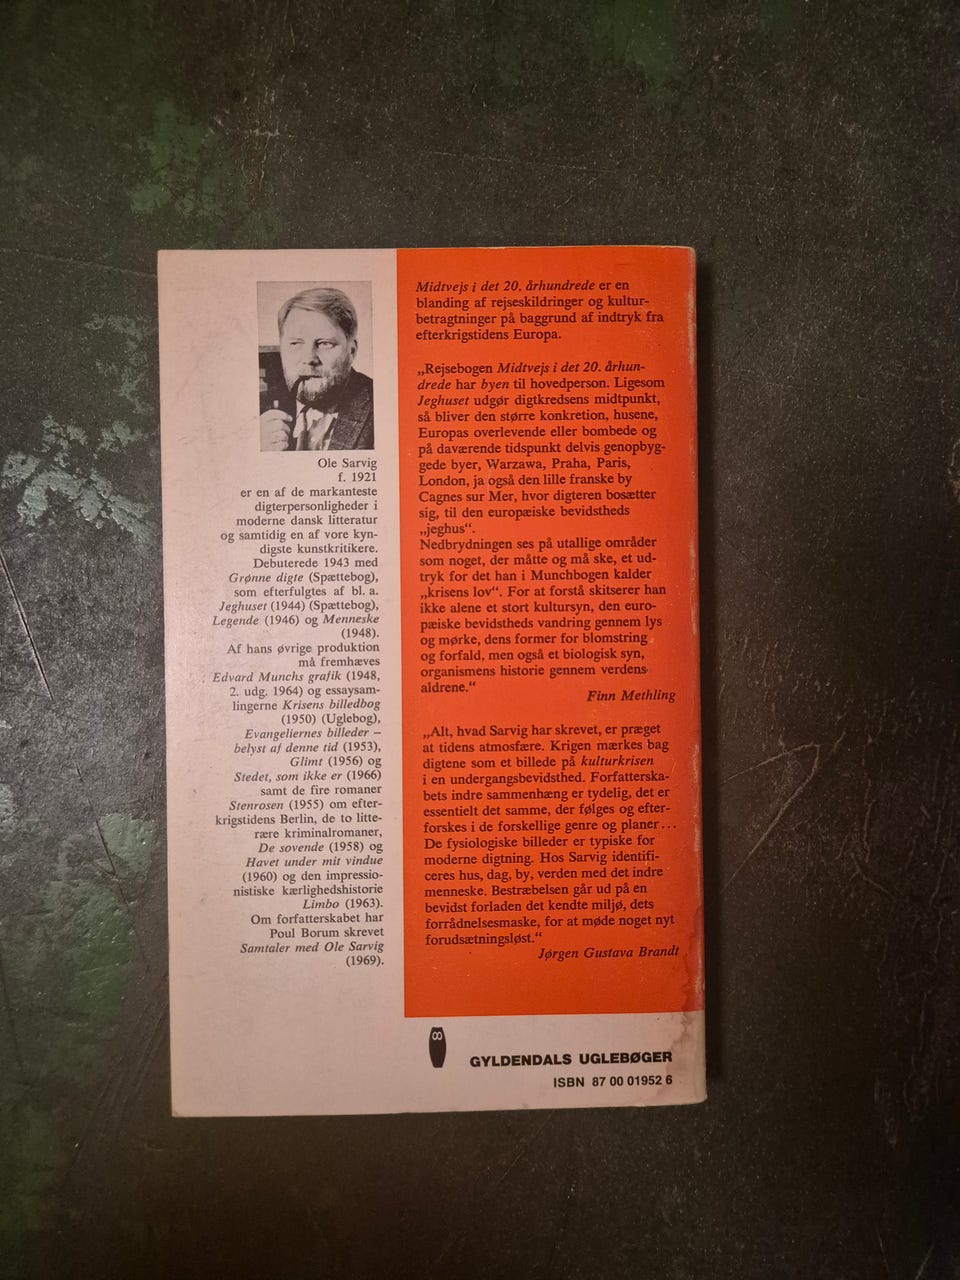 Ole Sarvig
f. 1921
er en af de markanteste
digterpersonligheder i
moderne dansk litteratur
og samtidig en af vore kyn-
digste kunstkritikere.
Debuterede 1943 med
Grønne digte (Spættebog),
som efterfulgtes af bl. a.
Jeghuset (1944) (Spættebog),
Legende (1946) og Menneske
(1948).
Af hans øvrige produktion
må fremhæves
Edvard Munchs grafik (1948,
2. udg. 1964) og essaysam-
lingerne Krisens billedbog
(1950) (Uglebog),
Evangeliernes billeder –
belyst af denne tid (1953),
Glimt (1956) og
Stedet, som ikke er (1966)
samt de fire romaner
Stenrosen (1955) om efter-
krigstidens Berlin, de to litte-
rære kriminalromaner,
De sovende (1958) og
Havet under mit vindue
(1960) og den impressio-
nistiske kærlighedshistorie
Limbo (1963).
Om forfatterskabet har
Poul Borum skrevet
Samtaler med Ole Sarvig
(1969).
Midtvejs i det 20. århundrede er en
blanding af rejseskildringer og kultur-
betragtninger på baggrund af indtryk fra
efterkrigstidens Europa.
„Rejsebogen Midtvejs i det 20. århun-
drede har byen til hovedperson. Ligesom
Jeghuset udgør digtkredsens midtpunkt,
så bliver den større konkretion, husene,
Europas overlevende eller bombede og
på daværende tidspunkt delvis genopbyg-
gede byer, Warzawa, Praha, Paris,
London, ja også den lille franske by
Cagnes sur Mer, hvor digteren bosætter
sig, til den europæiske bevidstheds
„jeghus“.
Nedbrydningen ses på utallige områder
som noget, der måtte og må ske, et ud-
tryk for det han i Munchbogen kalder
„krisens lov“. For at forstå skitserer han
ikke alene et stort kultursyn, den euro-
pæiske bevidstheds vandring gennem lys
og mørke, dens former for blomstring
og forfald, men også et biologisk syn,
organismens historie gennem verdens-
aldrene.“
Finn Methling
„Alt, hvad Sarvig har skrevet, er præget
at tidens atmosfære. Krigen mærkes bag
digtene som et billede på kulturkrisen
i en undergangsbevidsthed. Forfatterska-
bets indre sammenhæng er tydelig, det er
essentielt det samme, der følges og efter-
forskes i de forskellige genre og planer...
De fysiologiske billeder er typiske for
moderne digtning. Hos Sarvig identifi-
ceres hus, dag, by, verden med det indre
menneske. Bestræbelsen går ud på en
bevidst forladen det kendte miljø, dets
forrådnelsesmaske, for at møde noget nyt
forudsætningsløst.“
Jørgen Gustava Brandt
GYLDENDALS UGLEBØGER
ISBN 87 00 01952 6